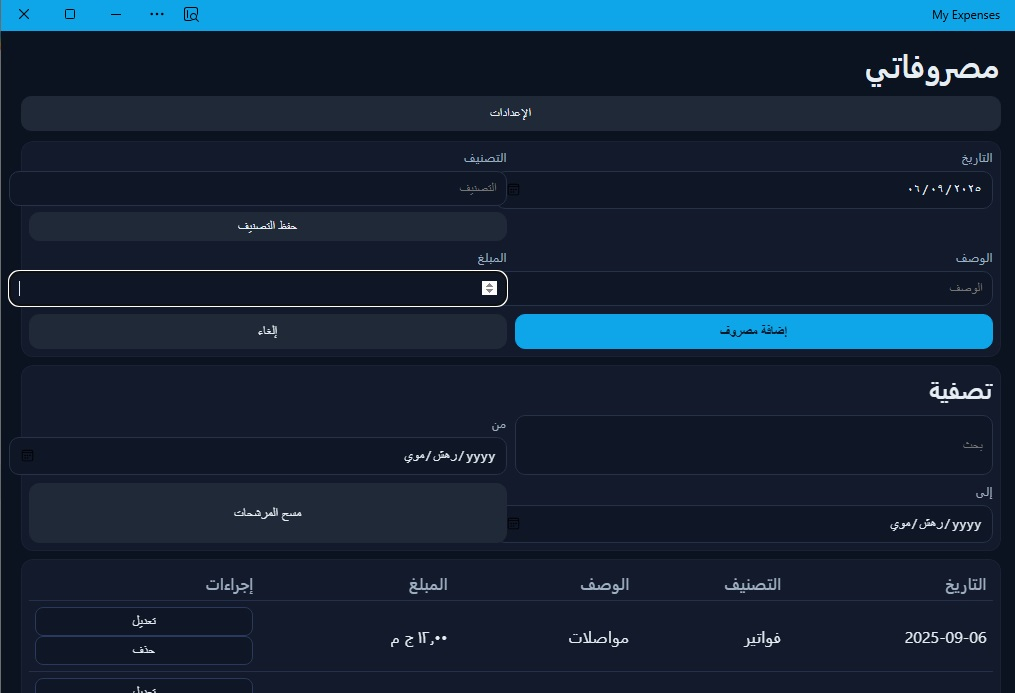 My Expenses
مصروفاتي
الإعدادات
التاريخ
التصنيف
٠٦/٠٩/٢٠٢٥
التصنيف
حفظ التصنيف
الوصف
المبلغ
الوصف
إضافة مصروف
إلغاء
تصفية
بحث
من
yyyy/رهش/موي
إلى
yyyy/رهش/موي
مسح المرشحات
التاريخ التصنيف الوصف المبلغ إجراءات
2025-09-06 فواتير مواصلات ١٢٫٠٠ ج م
تعديل
حذف
تعديل